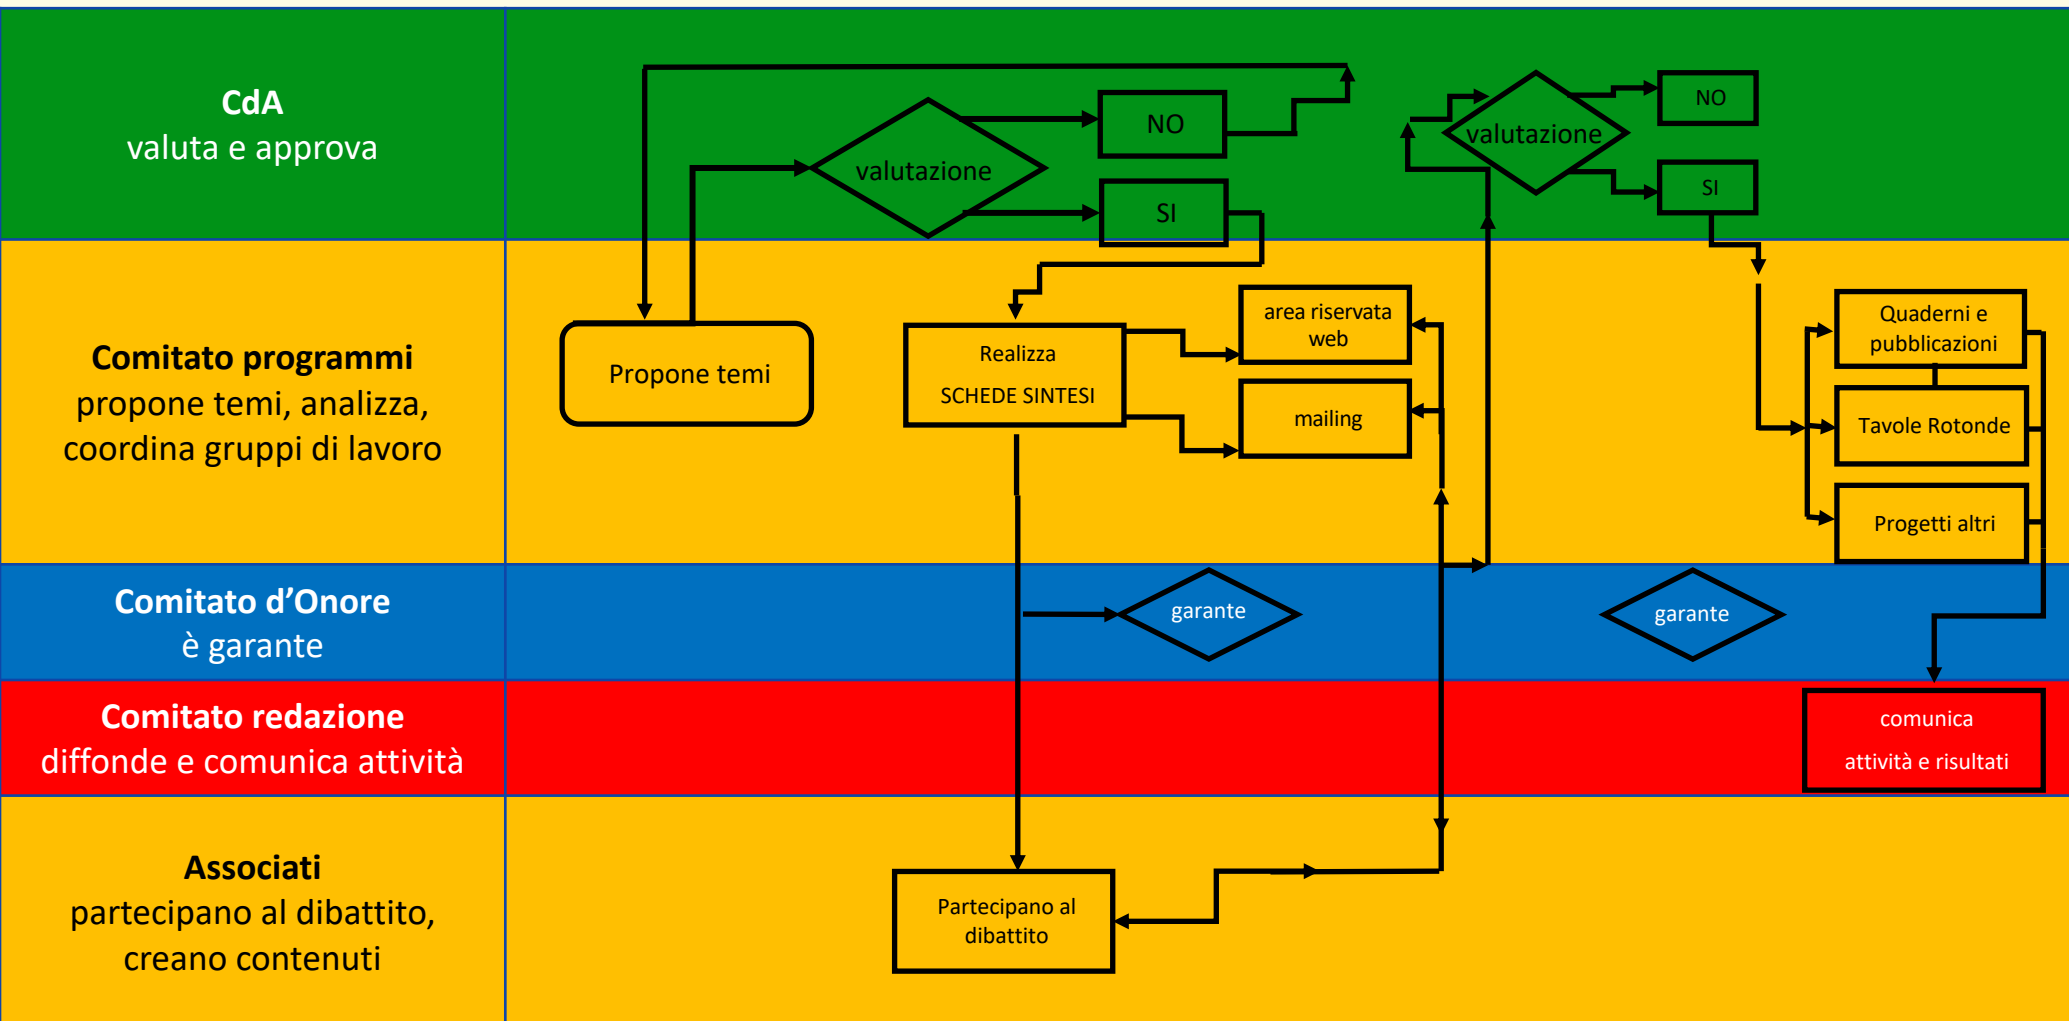 CdA
valuta e approva
valutazione
NO
SI
valutazione
NO
SI
Comitato programmi
propone temi, analizza,
coordina gruppi di lavoro
Propone temi
Realizza
SCHEDE SINTESI
area riservata
web
mailing
Quaderni e
pubblicazioni
Tavole Rotonde
Progetti altri
Comitato d’Onore
è garante
garante
garante
Comitato redazione
diffonde e comunica attività
comunica
attività e risultati
Associati
partecipano al dibattito,
creano contenuti
Partecipano al
dibattito